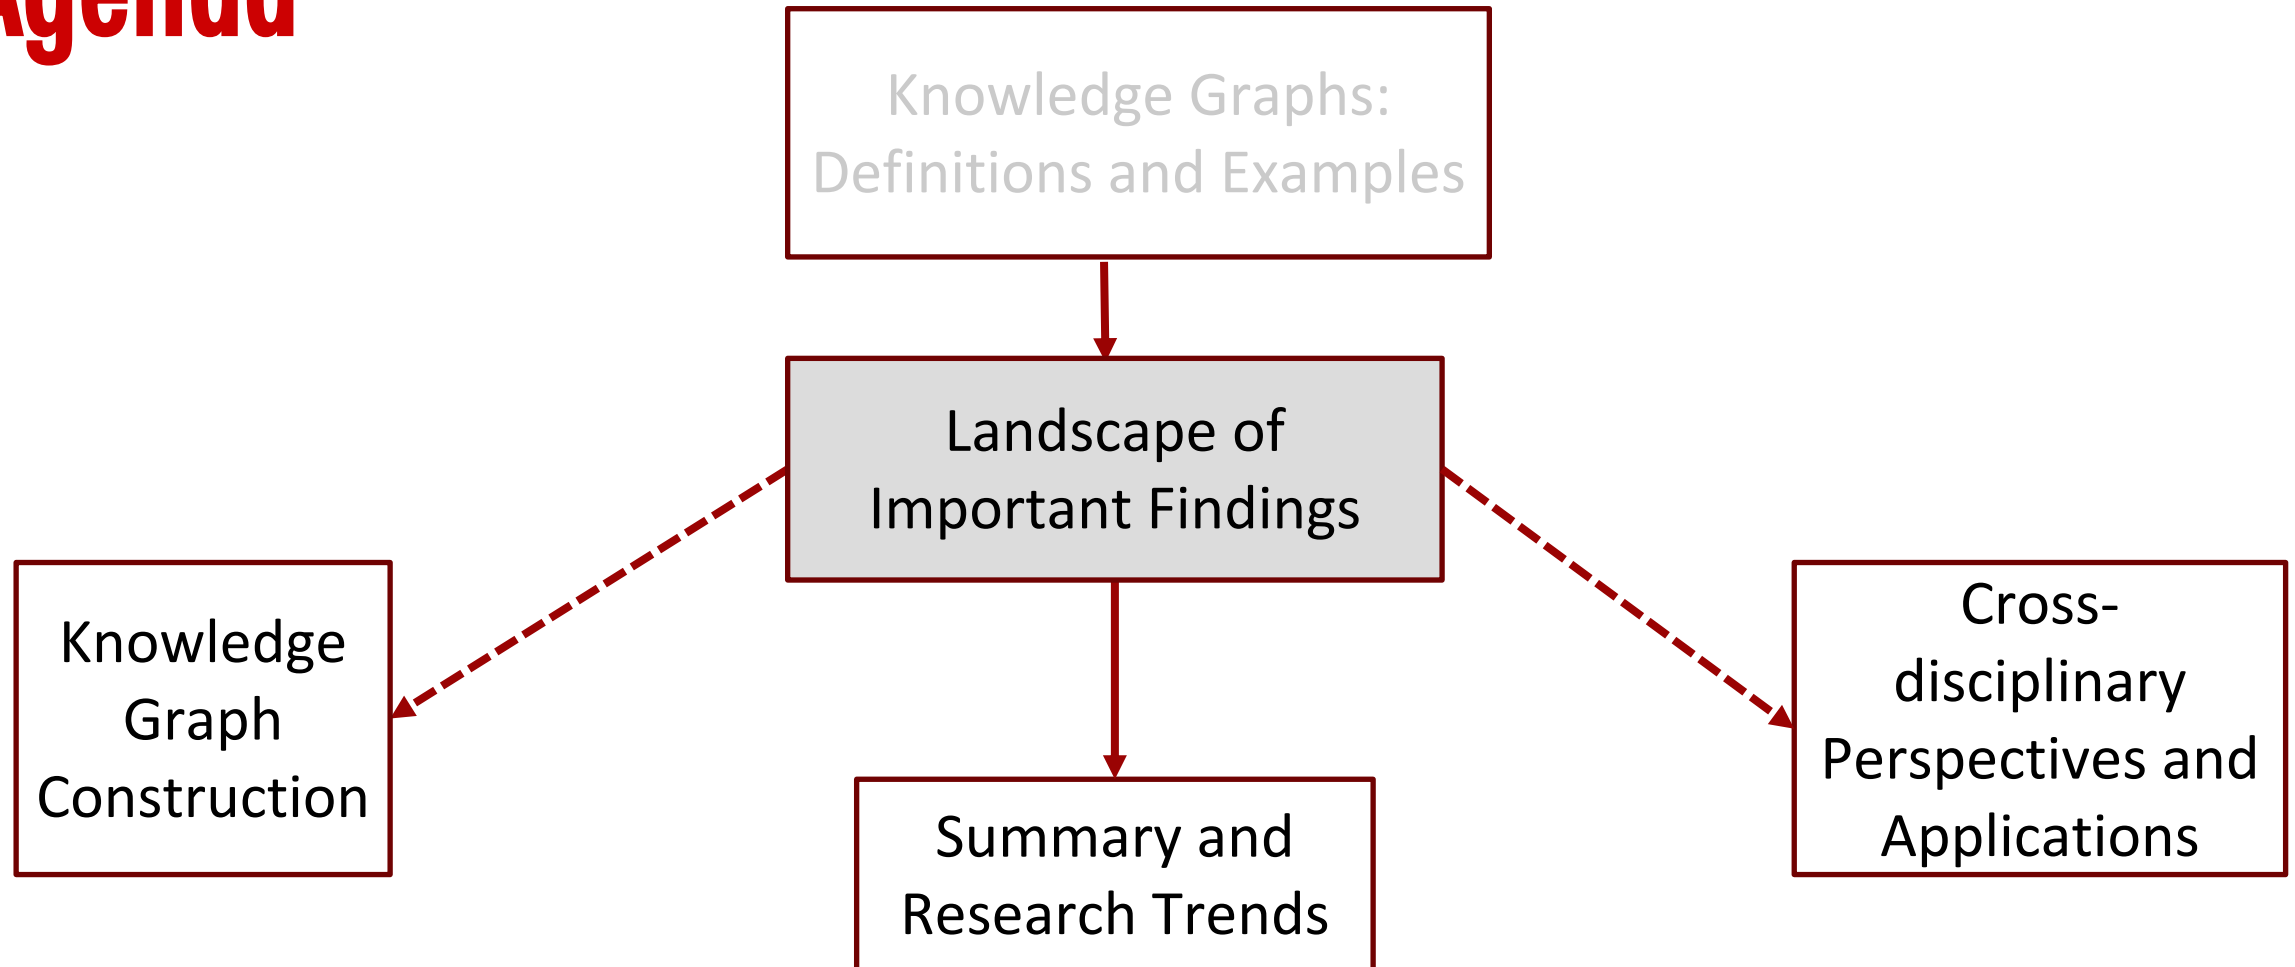 Agenda
Knowledge Graphs:
Definitions and Examples
Landscape of
Important Findings
Knowledge
Graph
Construction
Cross-
disciplinary
Perspectives and
Applications
Summary and
Research Trends